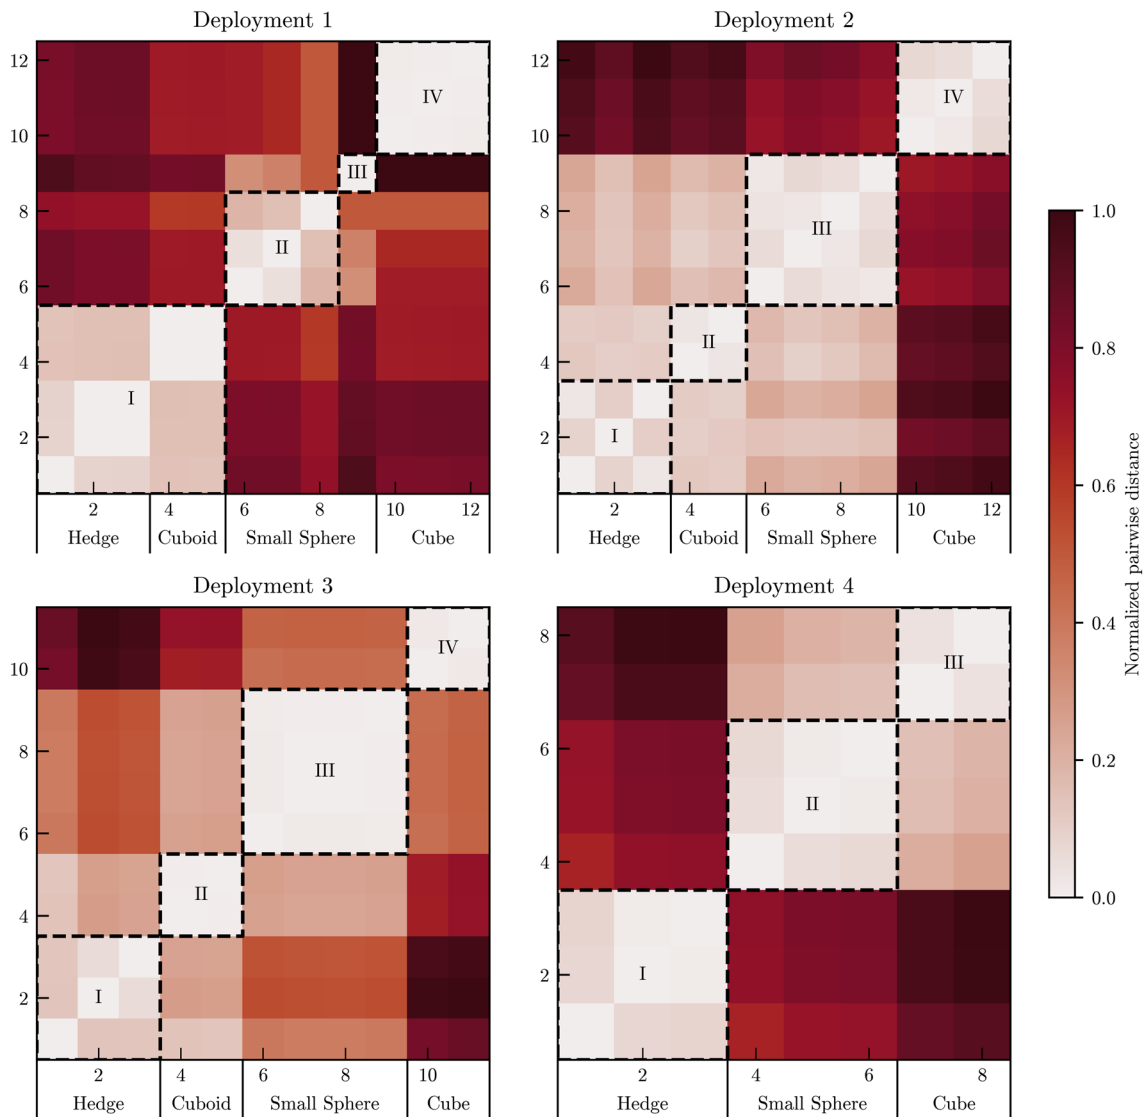 Deployment 1
Deployment 2
12
10
8
6
4
2
IV
III
II
I
2 4 6 8 10 12
Hedge Cuboid Small Sphere Cube
12
10
8
6
4
2
IV
III
II
I
2 4 6 8 10 12
Hedge Cuboid Small Sphere Cube
Deployment 3
Deployment 4
10
8
6
4
2
IV
III
II
I
2 4 6 8 10
Hedge Cuboid Small Sphere Cube
8
6
4
2
III
II
I
2 4 6 8
Hedge Small Sphere Cube
1.0
0.8
0.6
0.4
0.2
0.0
Normalized pairwise distance